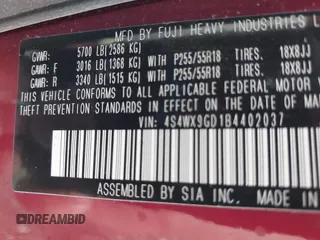 MFD BY FUJI HEAVY INDUSTRIES L
GVWR: 5700 LB(2586 KG)
GAWR: F 3016 LB(1368 KG) WITH P255/55R18 TIRES. 18X8JJ
GAWR: R 3340 LB(1515 KG) WITH P255/55R18 TIRES. 18X8JJ
THIS VEHICLE CONFORMS TO ALL APPLICABLE FEDERAL MOTOR
THEFT PREVENTION STANDARDS IN EFFECT ON THE DATE OF
VIN: 4S4WX9GD1B4402037
ASSEMBLED BY SIA INC. MADE IN
DREAMBID